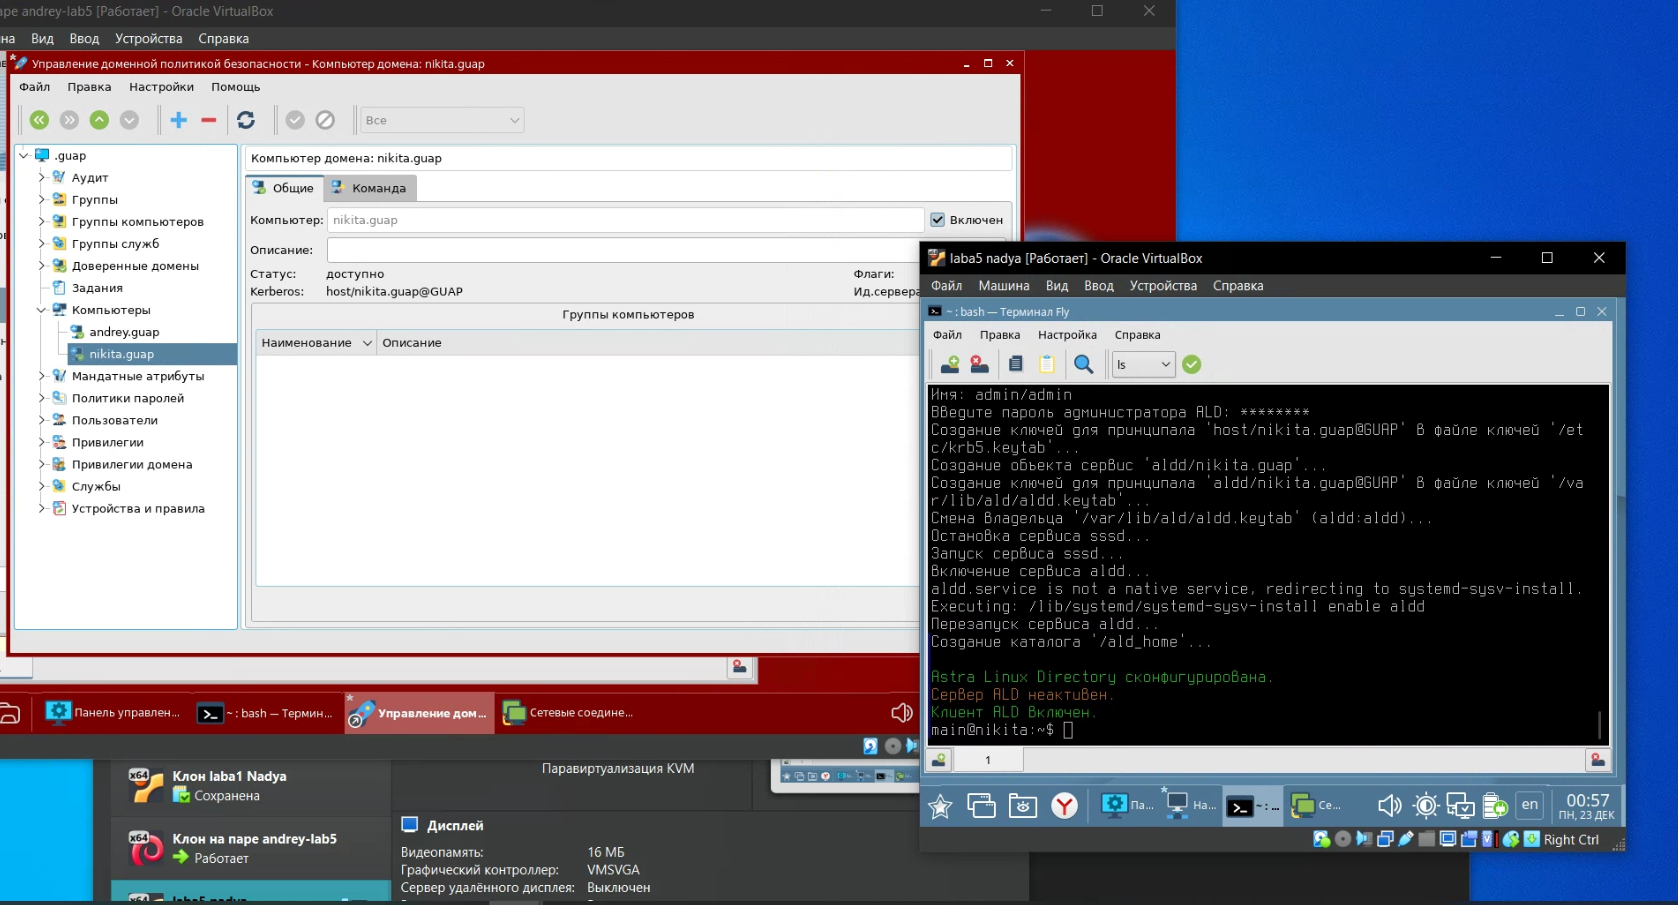 аре andrey-lab5 [Работает] - Oracle VirtualBox
на Вид Ввод Устройства Справка
Управление доменной политикой безопасности - Компьютер домена: nikita.guap
Файл Правка Настройки Помощь
Все
.guap
Аудит
Группы
Группы компьютеров
Группы служб
Доверенные домены
Задания
Компьютеры
andrey.guap
nikita.guap
Мандатные атрибуты
Политики паролей
Пользователи
Привилегии
Привилегии домена
Службы
Устройства и правила
Компьютер домена: nikita.guap
Общие Команда
Компьютер: nikita.guap Включен
Описание:
Статус: доступно Флаги:
Kerberos: host/nikita.guap@GUAP Ид.сервера
Группы компьютеров
Наименование Описание
Панель управлен... ~ : bash — Термин... Управление дом... Сетевые соедине...
laba5 nadya [Работает] - Oracle VirtualBox
Файл Машина Вид Ввод Устройства Справка
~ : bash — Терминал Fly
Файл Правка Настройка Справка
ls
Имя: admin/admin
Введите пароль администратора ALD: ********
Создание ключей для принципала 'host/nikita.guap@GUAP' в файле ключей '/et
c/krb5.keytab'...
Создание объекта сервис 'aldd/nikita.guap'...
Создание ключей для принципала 'aldd/nikita.guap@GUAP' в файле ключей '/va
r/lib/ald/aldd.keytab'...
Смена владельца '/var/lib/ald/aldd.keytab' (aldd:aldd)...
Остановка сервиса sssd...
Запуск сервиса sssd...
Включение сервиса aldd...
aldd.service is not a native service, redirecting to systemd-sysv-install.
Executing: /lib/systemd/systemd-sysv-install enable aldd
Перезапуск сервиса aldd...
Создание каталога '/ald_home'...
Astra Linux Directory сконфигурирована.
Сервер ALD неактивен.
Клиент ALD включен.
main@nikita:~$
1
Па... На... ~ : ... Се... en 00:57
ПН, 23 ДЕК
Right Ctrl
x64 Клон laba1 Nadya
Сохранена
x64 Клон на паре andrey-lab5
Работает
x64 laba5 nadya
Паравиртуализация KVM
Дисплей
Видеопамять: 16 МБ
Графический контроллер: VMSVGA
Сервер удалённого дисплея: Выключен